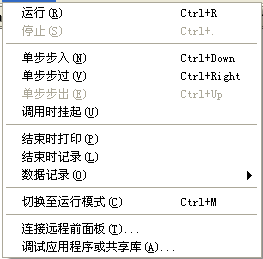 运行(R) Ctrl+R
停止(S) Ctrl+.
单步步入(N) Ctrl+Down
单步步过(V) Ctrl+Right
单步步出(E) Ctrl+Up
调用时挂起(U)
结束时打印(P)
结束时记录(L)
数据记录(O)
切换至运行模式(C) Ctrl+M
连接远程前面板(T)...
调试应用程序或共享库(A)...